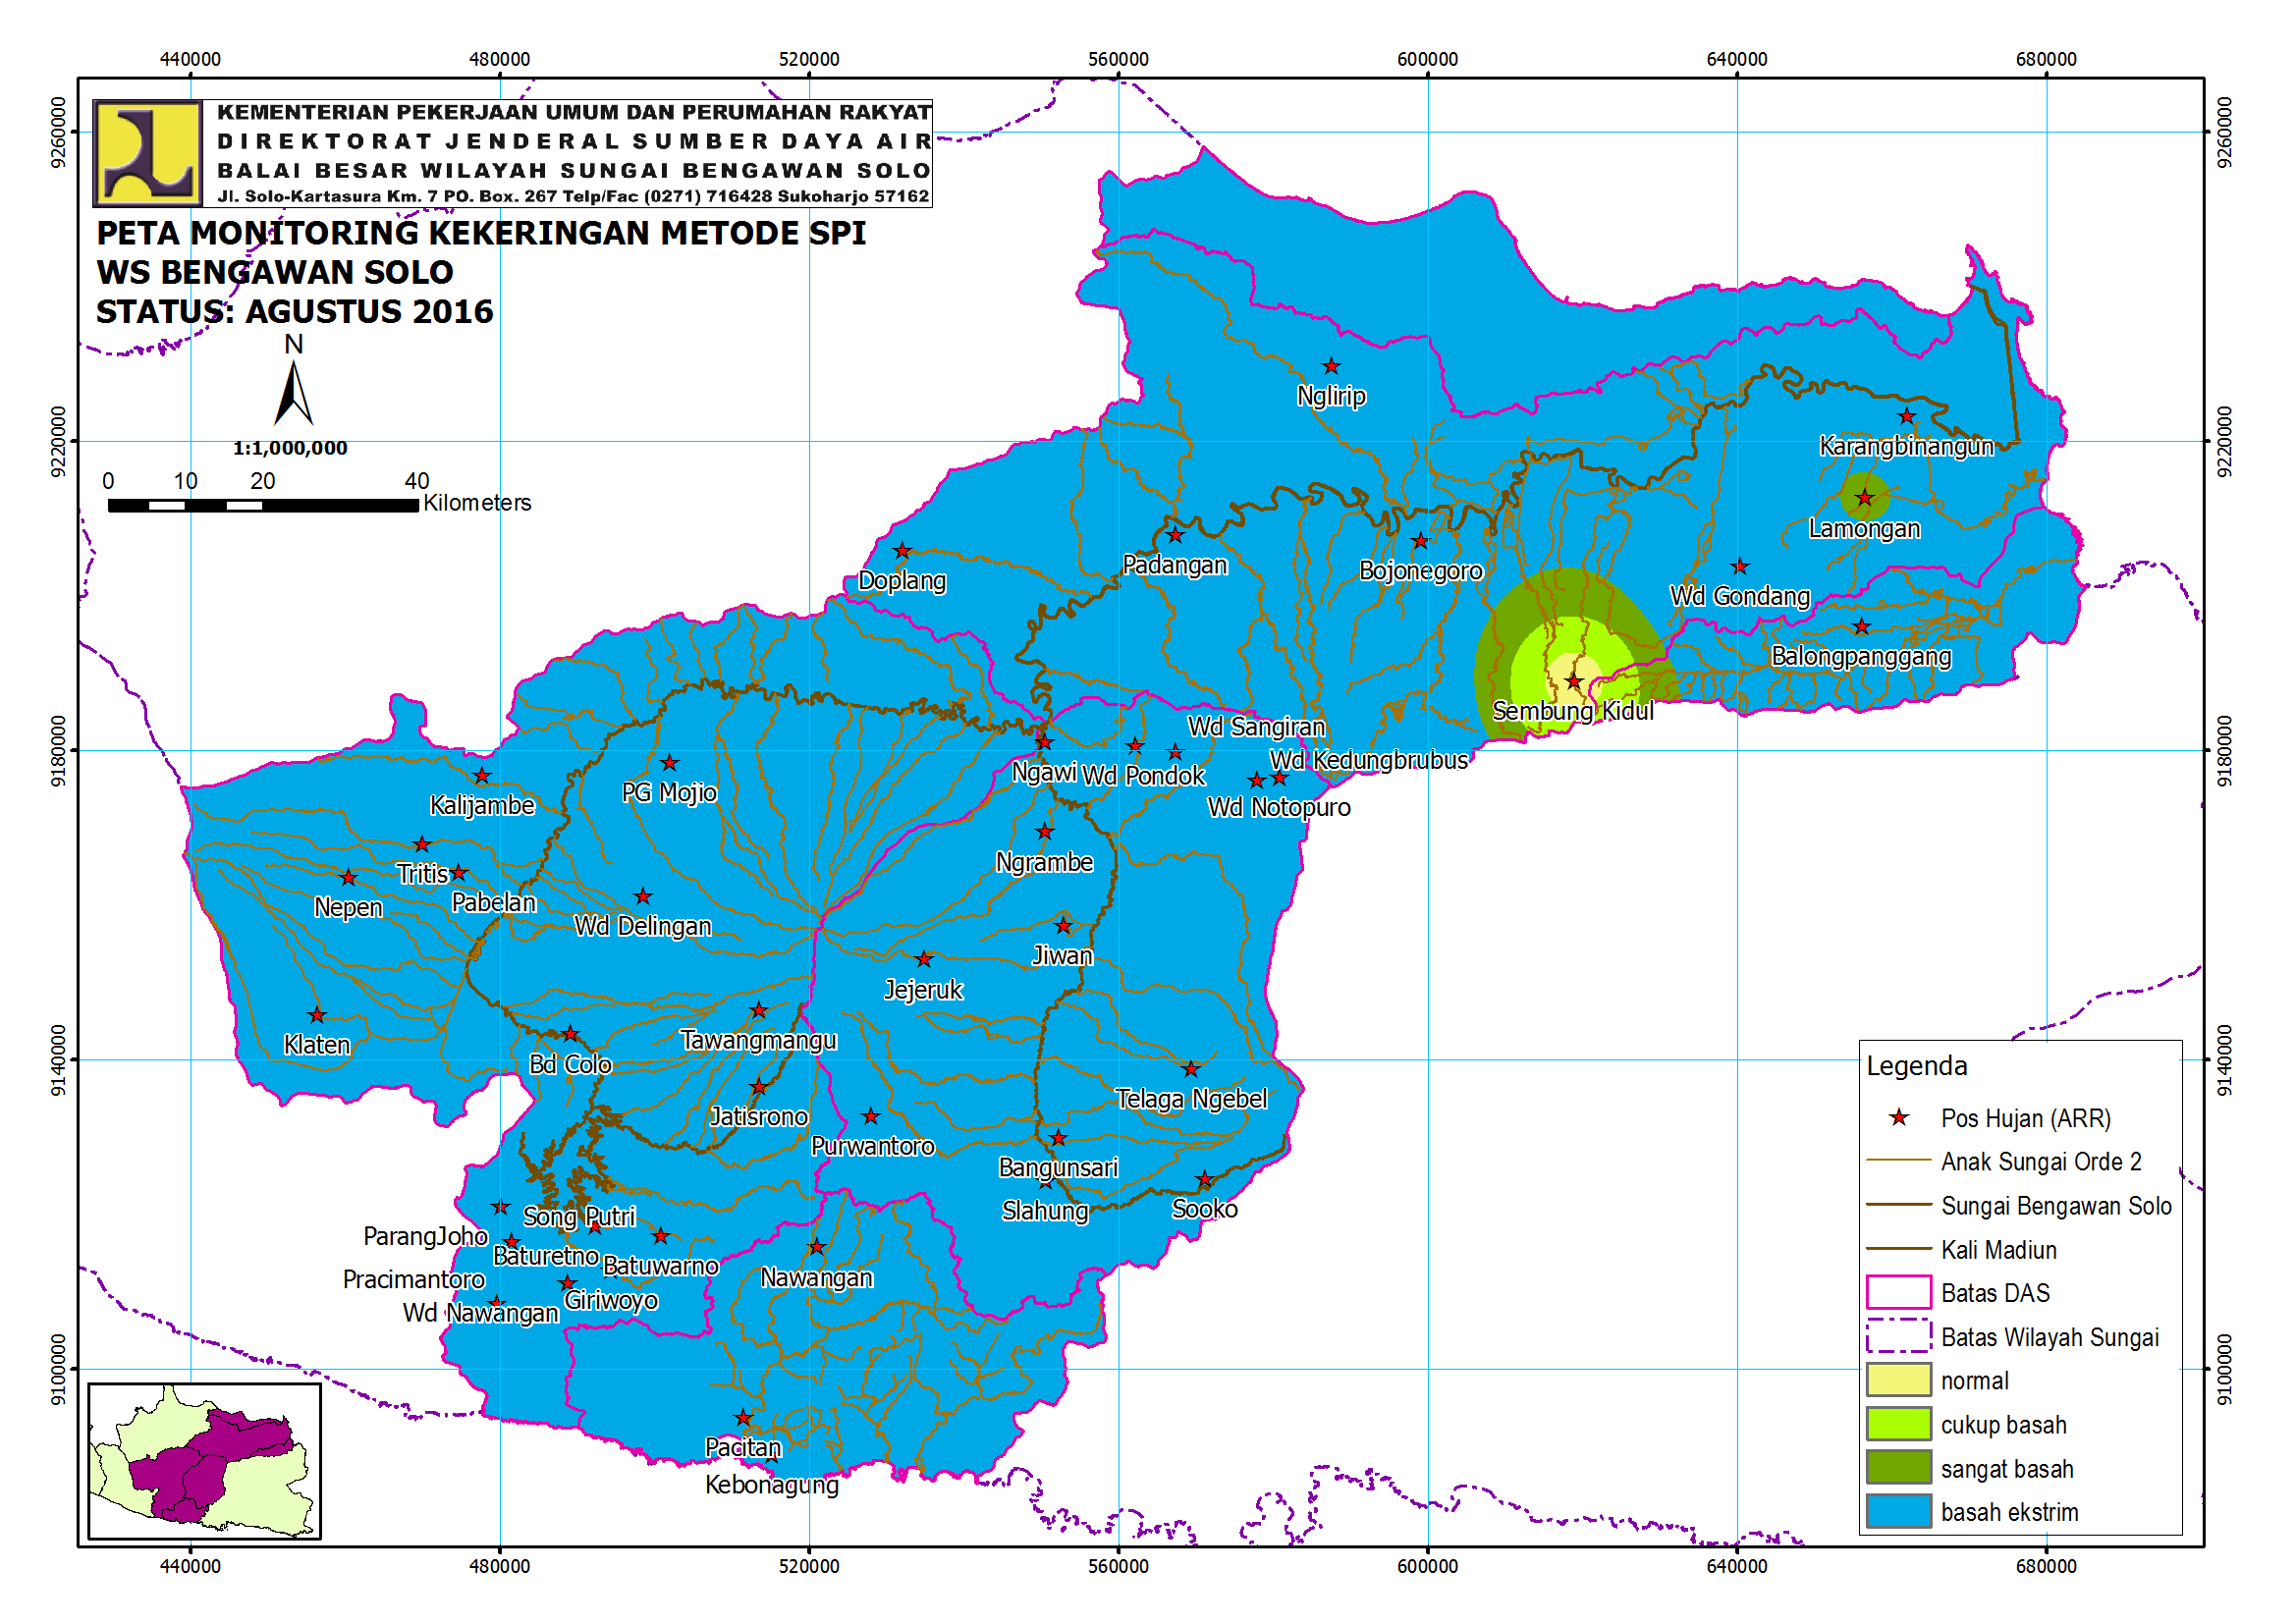 440000 480000 520000 560000 600000 640000 680000
KEMENTERIAN PEKERJAAN UMUM DAN PERUMAHAN RAKYAT
DIREKTORAT JENDERAL SUMBER DAYA AIR
BALAI BESAR WILAYAH SUNGAI BENGAWAN SOLO
Jl. Solo-Kartasura Km. 7 PO. Box. 267 Telp/Fac (0271) 716428 Sukoharjo 57162
PETA MONITORING KEKERINGAN METODE SPI
WS BENGAWAN SOLO
STATUS: AGUSTUS 2016
N
1:1,000,000
0 10 20 40
Kilometers
9260000
9220000
9180000
9140000
9100000
9260000
9220000
9180000
9140000
9100000
Nglirip
Karangbinangun
Lamongan
Doplang
Padangan
Bojonegoro
Wd Gondang
Balongpanggang
Sembung Kidul
Wd Sangiran
Wd Kedungbrubus
Ngawi
Wd Pondok
PG Mojio
Kalijambe
Wd Notopuro
Ngrambe
Tritis
Pabelan
Nepen
Wd Delingan
Jiwan
Jejeruk
Tawangmangu
Klaten
Bd Colo
Telaga Ngebel
Jatisrono
Purwantoro
Bangunsari
Slahung
Sooko
Song Putri
ParangJoho
Baturetno
Batuwarno
Nawangan
Pracimantoro
Giriwoyo
Wd Nawangan
Pacitan
Kebonagung
Legenda
Pos Hujan (ARR)
Anak Sungai Orde 2
Sungai Bengawan Solo
Kali Madiun
Batas DAS
Batas Wilayah Sungai
normal
cukup basah
sangat basah
basah ekstrim
440000 480000 520000 560000 600000 640000 680000